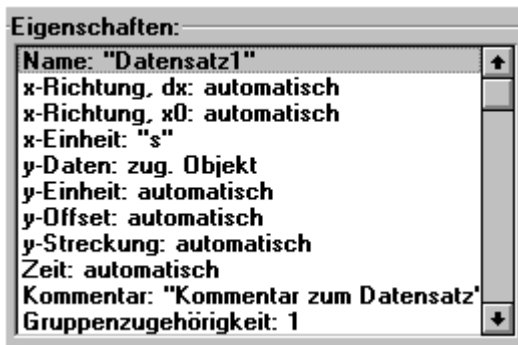 Eigenschaften:
Name: "Datensatz1"
x-Richtung, dx: automatisch
x-Richtung, x0: automatisch
x-Einheit: "s"
y-Daten: zug. Objekt
y-Einheit: automatisch
y-Offset: automatisch
y-Streckung: automatisch
Zeit: automatisch
Kommentar: "Kommentar zum Datensatz"
Gruppenzugehörigkeit: 1